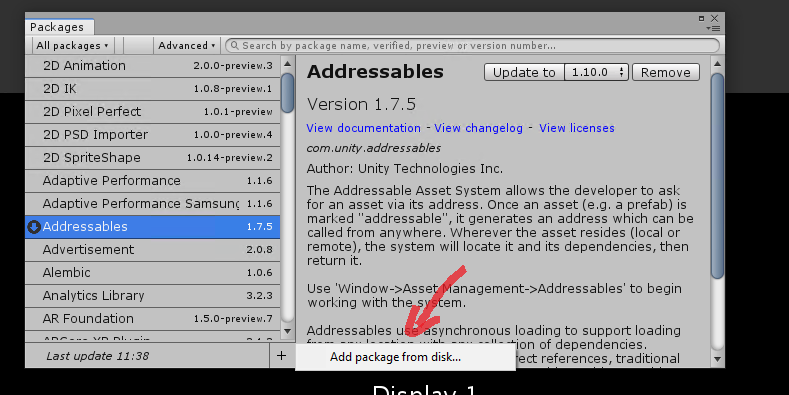 Packages
All packages Advanced Search by package name, verified, preview or version number...
2D Animation 2.0.0-preview.3
2D IK 1.0.8-preview.1
2D Pixel Perfect 1.0.1-preview
2D PSD Importer 1.0.0-preview.4
2D SpriteShape 1.0.14-preview.2
Adaptive Performance 1.1.6
Adaptive Performance Samsung 1.1.6
Addressables 1.7.5
Advertisement 2.0.8
Alembic 1.0.6
Analytics Library 3.2.3
AR Foundation 1.5.0-preview.7
Last update 11:38 +
Addressables Update to 1.10.0 Remove
Version 1.7.5
View documentation - View changelog - View licenses
com.unity.addressables
Author: Unity Technologies Inc.
The Addressable Asset System allows the developer to ask
for an asset via its address. Once an asset (e.g. a prefab) is
marked "addressable", it generates an address which can be
called from anywhere. Wherever the asset resides (local or
remote), the system will locate it and its dependencies, then
return it.
Use 'Window->Asset Management->Addressables' to begin
working with the system.
Addressables use asynchronous loading to support loading
from any location with any collection of dependencies.
references, traditional
Add package from disk...
Display 1